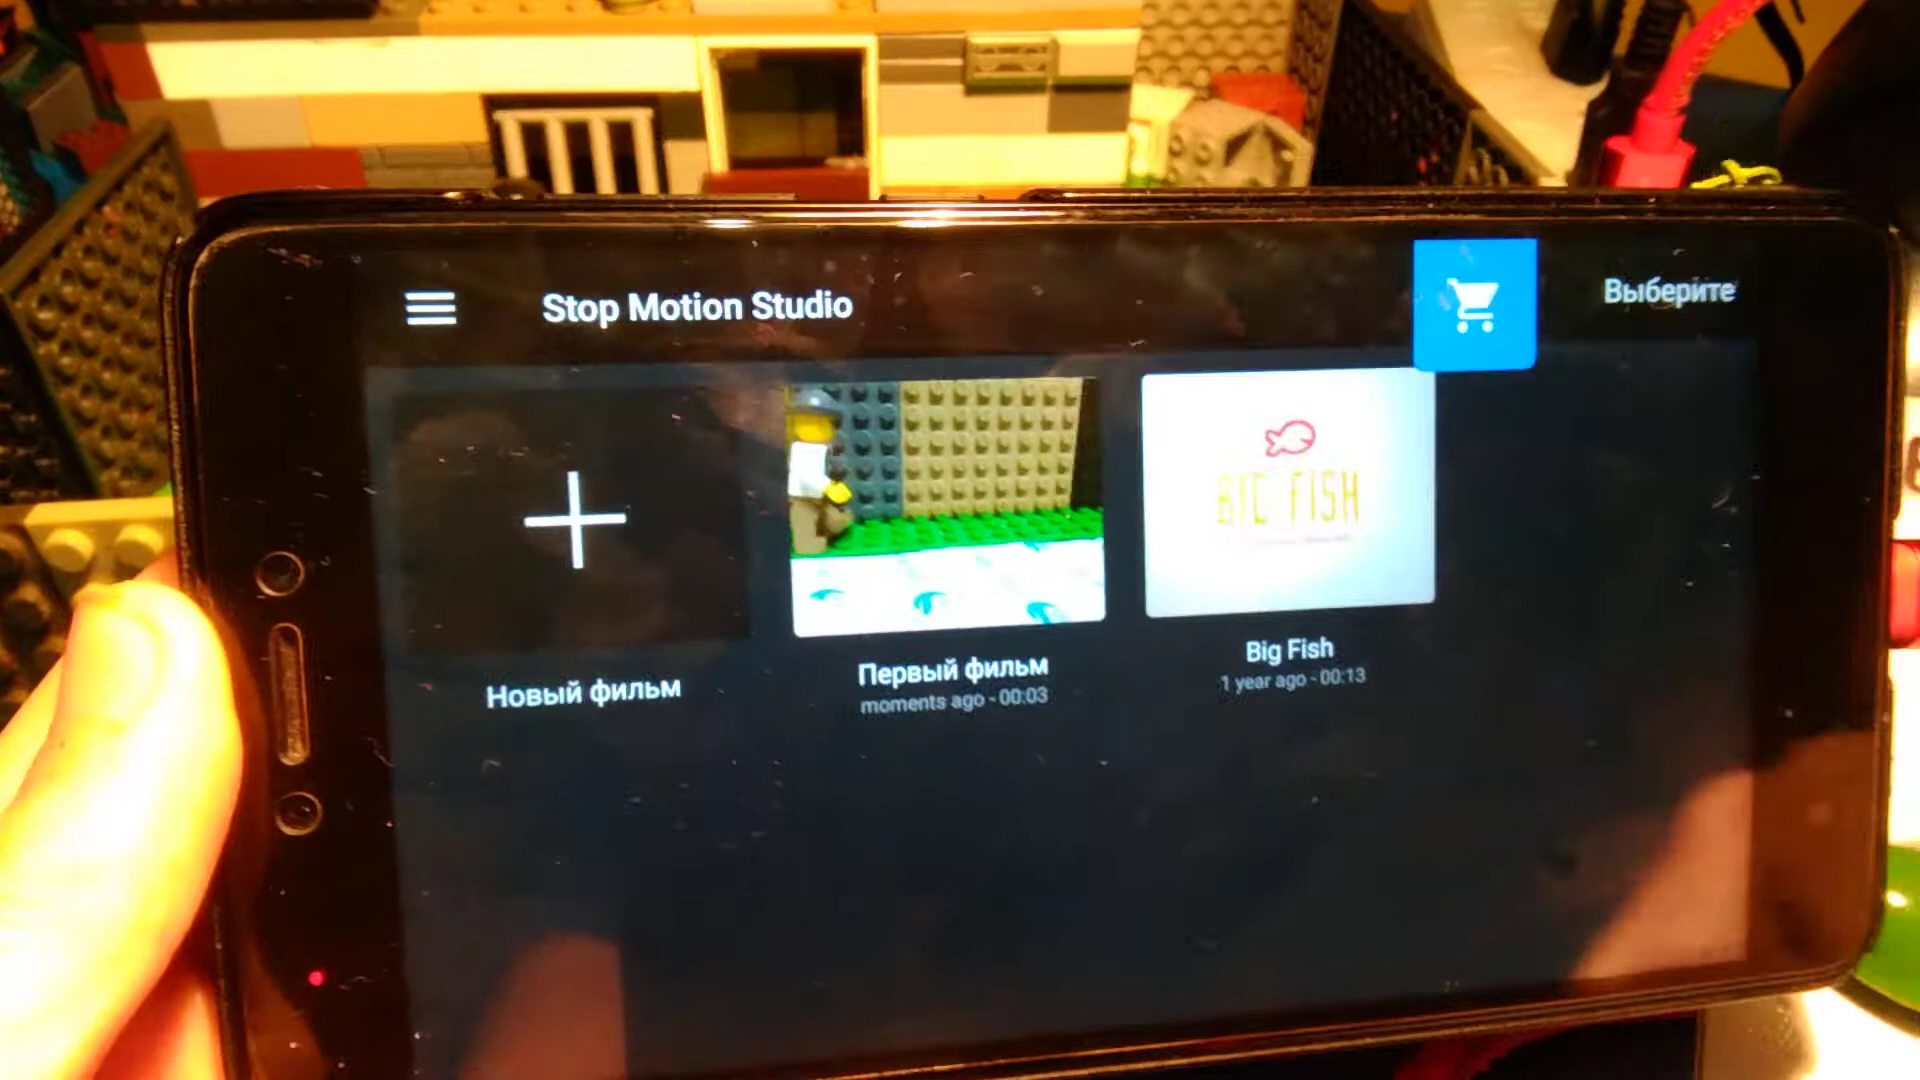 Stop Motion Studio
Выберите
BIG FISH
Новый фильм
Первый фильм
moments ago - 00:03
Big Fish
1 year ago - 00:13